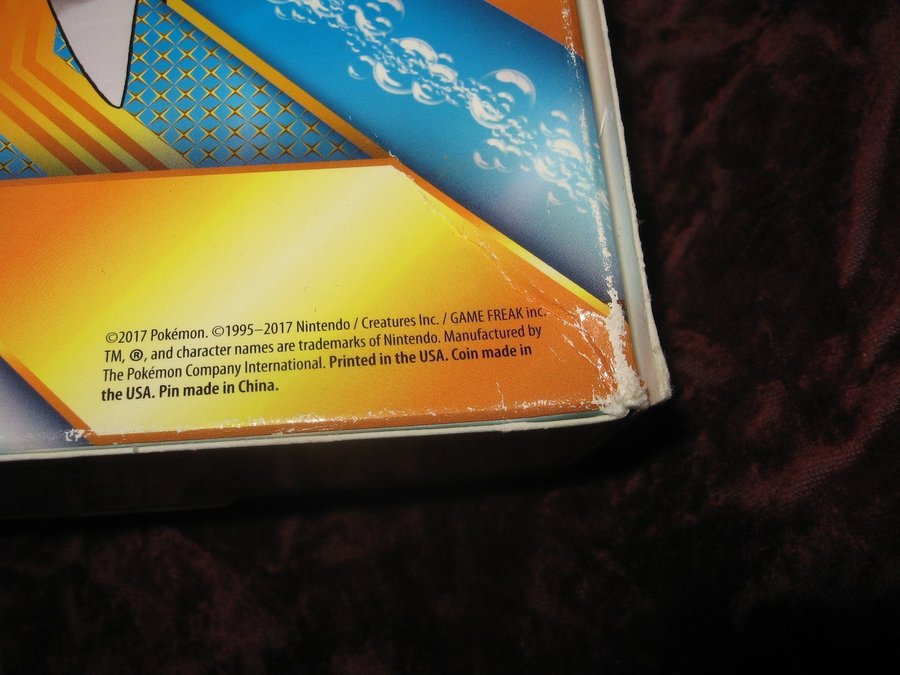 ©2017 Pokémon. ©1995–2017 Nintendo / Creatures Inc. / GAME FREAK inc.
TM, ®, and character names are trademarks of Nintendo. Manufactured by
The Pokémon Company International. Printed in the USA. Coin made in
the USA. Pin made in China.